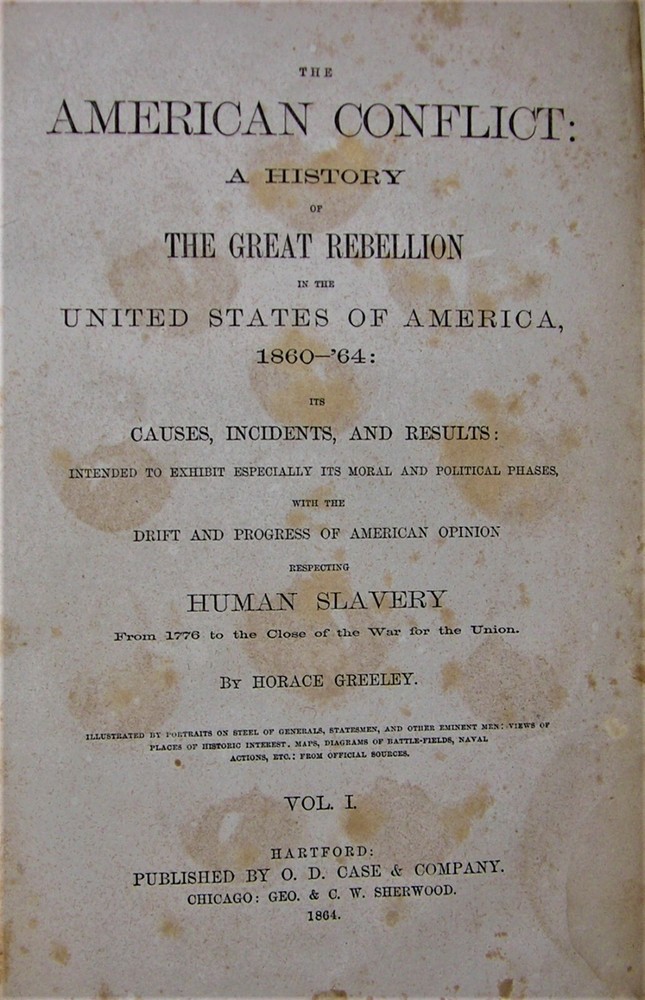 THE
AMERICAN CONFLICT:
A HISTORY
OF
THE GREAT REBELLION
IN THE
UNITED STATES OF AMERICA,
1860–'64:
ITS
CAUSES, INCIDENTS, AND RESULTS:
INTENDED TO EXHIBIT ESPECIALLY ITS MORAL AND POLITICAL PHASES,
WITH THE
DRIFT AND PROGRESS OF AMERICAN OPINION
RESPECTING
HUMAN SLAVERY
From 1776 to the Close of the War for the Union.
BY HORACE GREELEY.
ILLUSTRATED BY PORTRAITS ON STEEL OF GENERALS, STATESMEN, AND OTHER EMINENT MEN: VIEWS OF
PLACES OF HISTORIC INTEREST, MAPS, DIAGRAMS OF BATTLE-FIELDS, NAVAL
ACTIONS, ETC.: FROM OFFICIAL SOURCES.
VOL. I.
HARTFORD:
PUBLISHED BY O. D. CASE & COMPANY.
CHICAGO: GEO. & C. W. SHERWOOD.
1864.